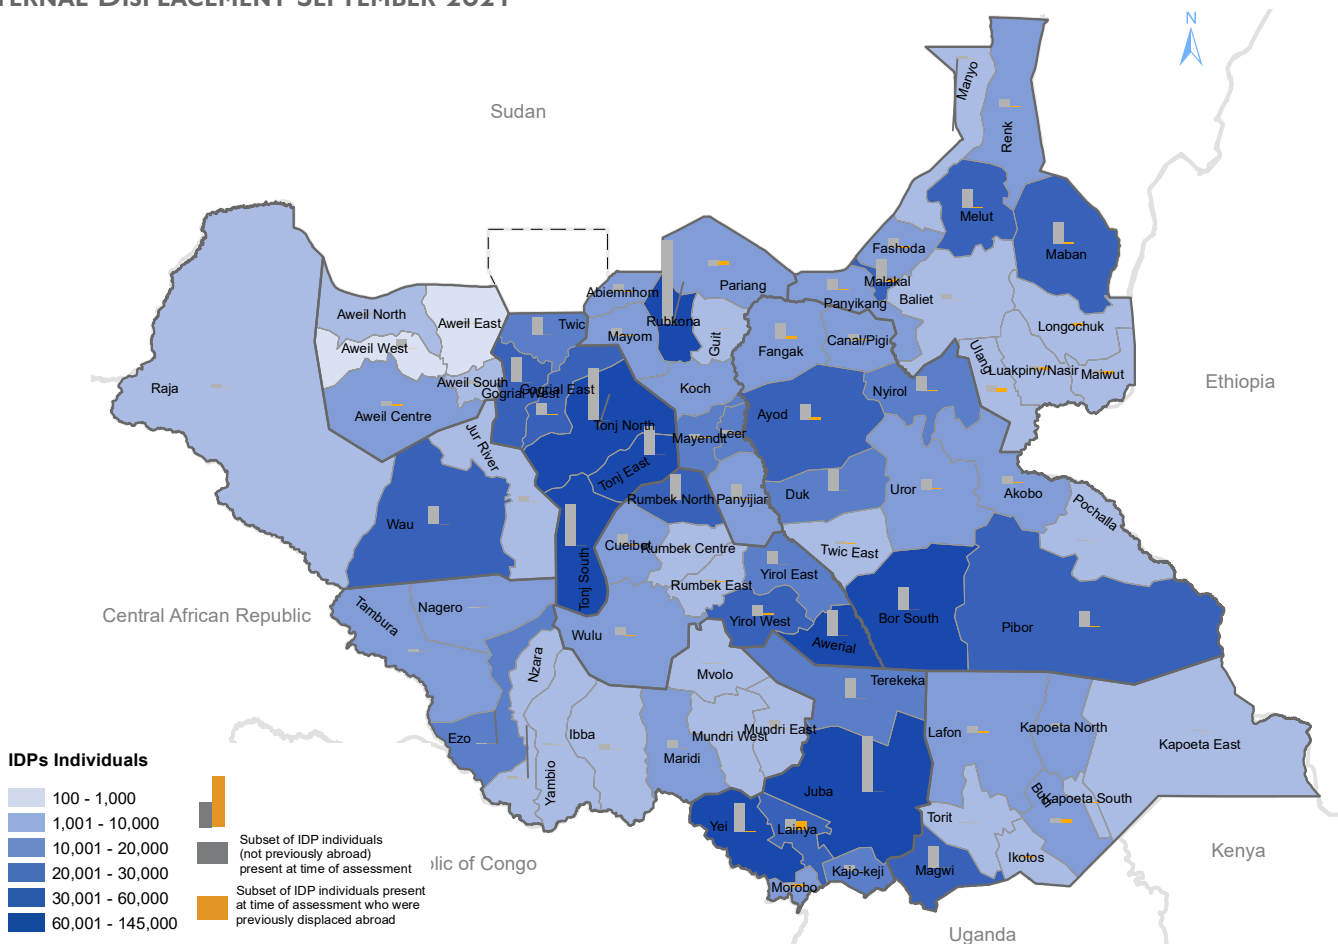 TERNAL DISPLACEMENT SEPTEMBER 2021
N
Sudan
Manyo
Renk
Melut
Maban
Fashoda
Malakal
Pariang
Abiemnhom
Panyikang
Baliet
Aweil North
Aweil East
Twic
Rubkona
Mayom
Guit
Longochuk
Aweil West
Fangak
Canal/Pigi
Ulang
Luakpiny/Nasir
Maiwut
Raja
Aweil South
Gogrial West
Gogrial East
Koch
Nyirol
Ethiopia
Aweil Centre
Tonj North
Ayod
Jur River
Mayendit
Leer
Tonj East
Rumbek North
Panyijiar
Duk
Uror
Akobo
Pochalla
Wau
Cueibet
Rumbek Centre
Twic East
Tonj South
Rumbek East
Yirol East
Central African Republic
Tambura
Nagero
Wulu
Yirol West
Awerial
Bor South
Pibor
Nzara
Mvolo
Terekeka
Ezo
Ibba
Mundri West
Mundri East
Lafon
Kapoeta North
Kapoeta East
Maridi
Yambio
Juba
Budi
Kapoeta South
Yei
Lainya
Torit
Ikotos
Kenya
Morobo
Kajo-keji
Magwi
Uganda
blic of Congo
IDPs Individuals
100 - 1,000
1,001 - 10,000
10,001 - 20,000
20,001 - 30,000
30,001 - 60,000
60,001 - 145,000
Subset of IDP individuals
(not previously abroad)
present at time of assessment
Subset of IDP individuals present
at time of assessment who were
previously displaced abroad